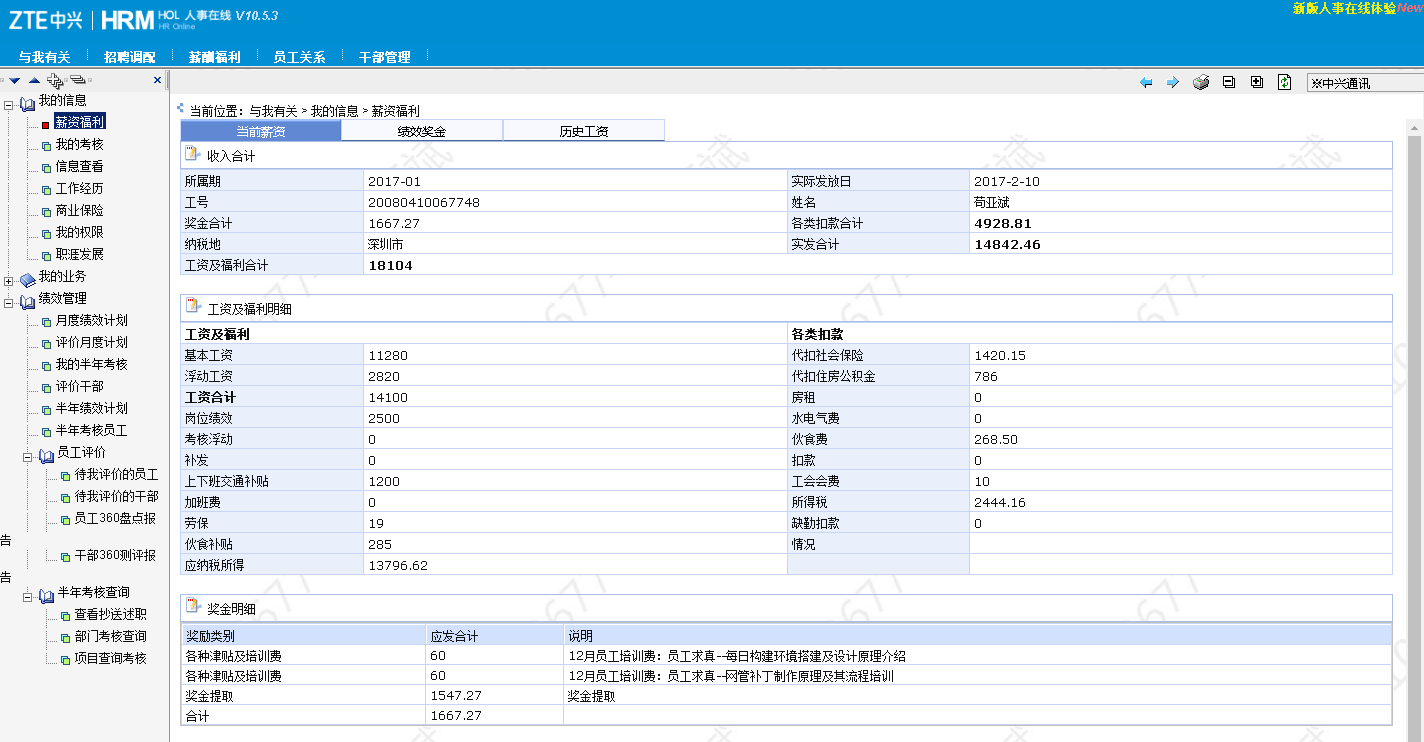 ZTE中兴 HRM HOL 人事在线 V10.5.3
HR Online
新版人事在线体验New
与我有关 招聘调配 薪酬福利 员工关系 干部管理
※中兴通讯
我的信息
薪资福利
我的考核
信息查看
工作经历
商业保险
我的权限
职涯发展
我的业务
绩效管理
月度绩效计划
评价月度计划
我的半年考核
评价干部
半年绩效计划
半年考核员工
员工评价
待我评价的员工
待我评价的干部
员工360盘点报
告
干部360测评报
告
半年考核查询
查看抄送述职
部门考核查询
项目查询考核
当前位置: 与我有关 > 我的信息 > 薪资福利
当前薪资 绩效奖金 历史工资
收入合计
所属期 2017-01 实际发放日 2017-2-10
工号 20080410067748 姓名 苟亚斌
奖金合计 1667.27 各类扣款合计 4928.81
纳税地 深圳市 实发合计 14842.46
工资及福利合计 18104
工资及福利明细
工资及福利 各类扣款
基本工资 11280 代扣社会保险 1420.15
浮动工资 2820 代扣住房公积金 786
工资合计 14100 房租 0
岗位绩效 2500 水电气费 0
考核浮动 0 伙食费 268.50
补发 0 扣款 0
上下班交通补贴 1200 工会会费 10
加班费 0 所得税 2444.16
劳保 19 缺勤扣款 0
伙食补贴 285 情况
应纳税所得 13796.62
奖金明细
奖励类别 应发合计 说明
各种津贴及培训费 60 12月员工培训费: 员工求真--每日构建环境搭建及设计原理介绍
各种津贴及培训费 60 12月员工培训费: 员工求真--网管补丁制作原理及其流程培训
奖金提取 1547.27 奖金提取
合计 1667.27